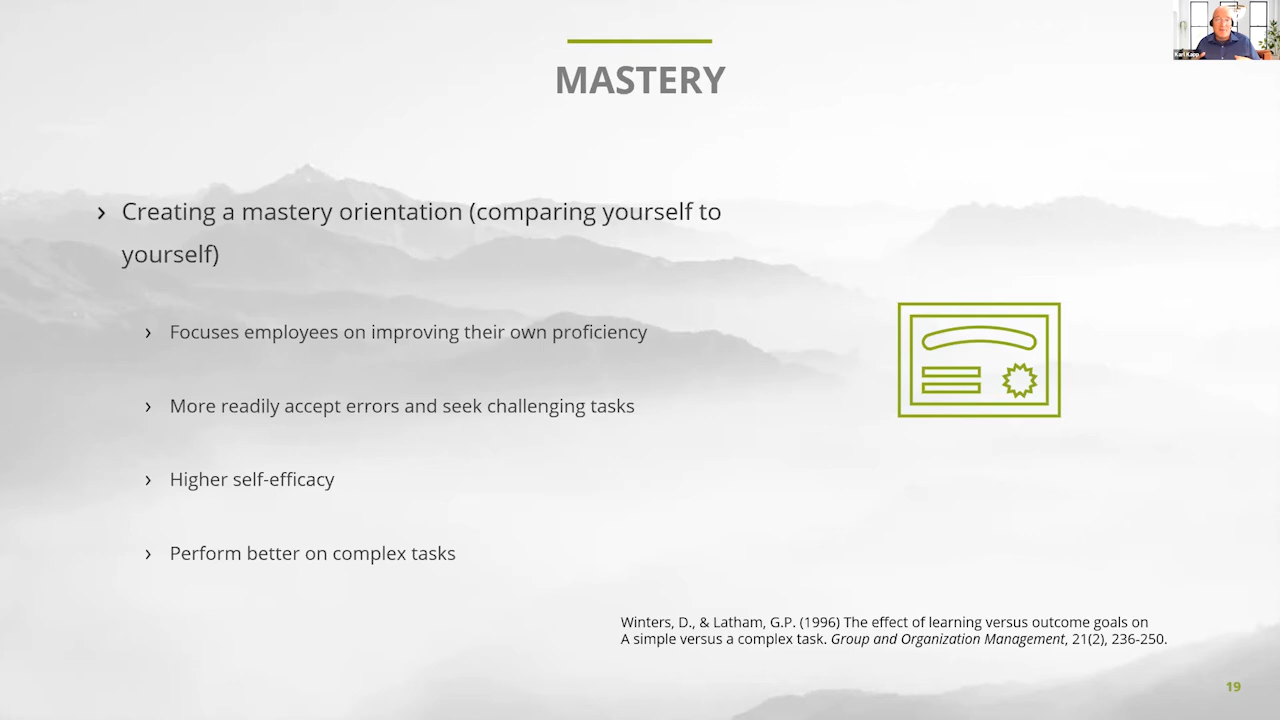 Karl Kapp
MASTERY
› Creating a mastery orientation (comparing yourself to
yourself)
› Focuses employees on improving their own proficiency
› More readily accept errors and seek challenging tasks
› Higher self-efficacy
› Perform better on complex tasks
Winters, D., & Latham, G.P. (1996) The effect of learning versus outcome goals on
A simple versus a complex task. Group and Organization Management, 21(2), 236-250.
19